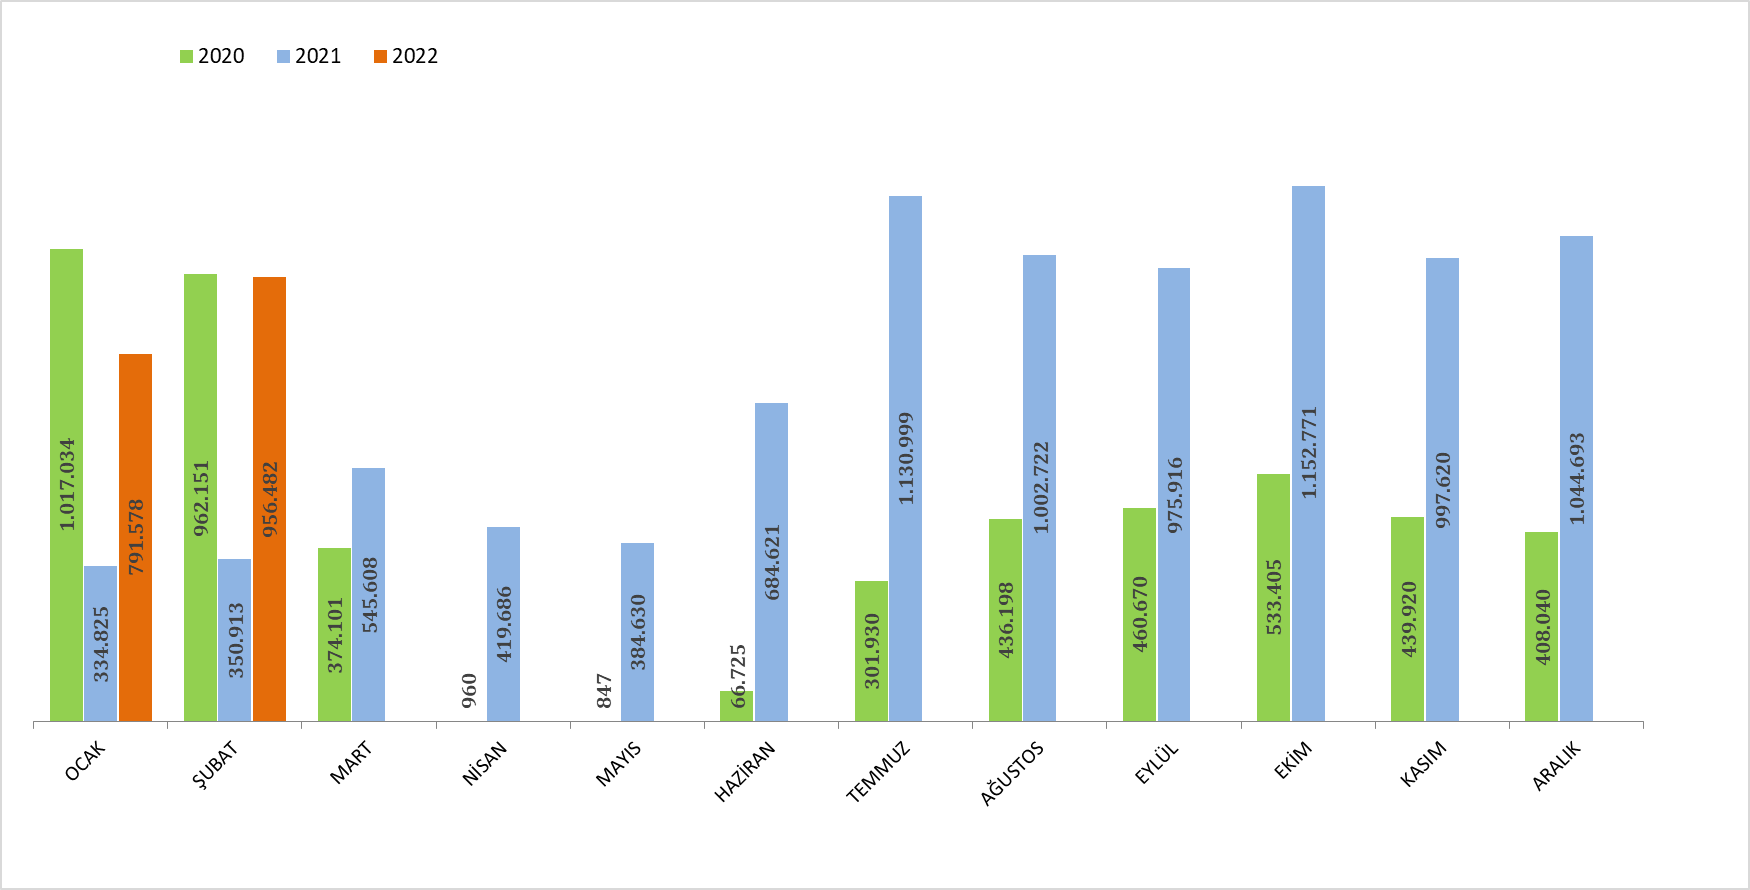 2020 2021 2022
1.017.034 334.825 791.578
962.151 350.913 956.482
374.101 545.608
960 419.686
847 384.630
66.725 684.621
301.930 1.130.999
436.198 1.002.722
460.670 975.916
533.405 1.152.771
439.920 997.620
408.040 1.044.693
OCAK
ŞUBAT
MART
NİSAN
MAYIS
HAZİRAN
TEMMUZ
AĞUSTOS
EYLÜL
EKİM
KASIM
ARALIK